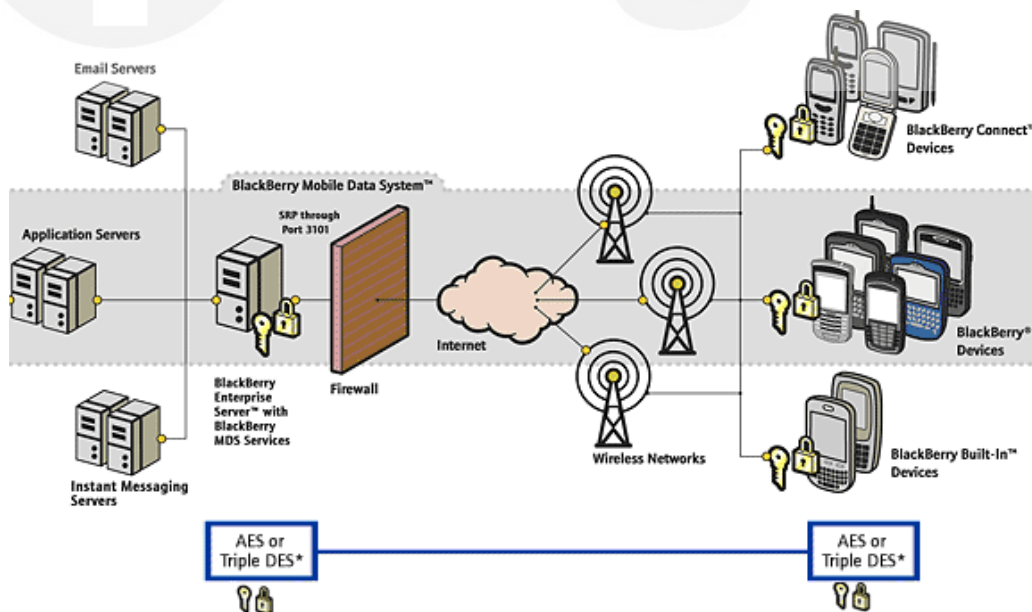 Email Servers
BlackBerry Connect™
Devices
BlackBerry Mobile Data System™
SRP through
Port 3101
Application Servers
Internet
BlackBerry®
Devices
BlackBerry
Enterprise
Server™ with
BlackBerry
MDS Services
Firewall
Wireless Networks
BlackBerry Built-In™
Devices
Instant Messaging
Servers
AES or
Triple DES*
AES or
Triple DES*